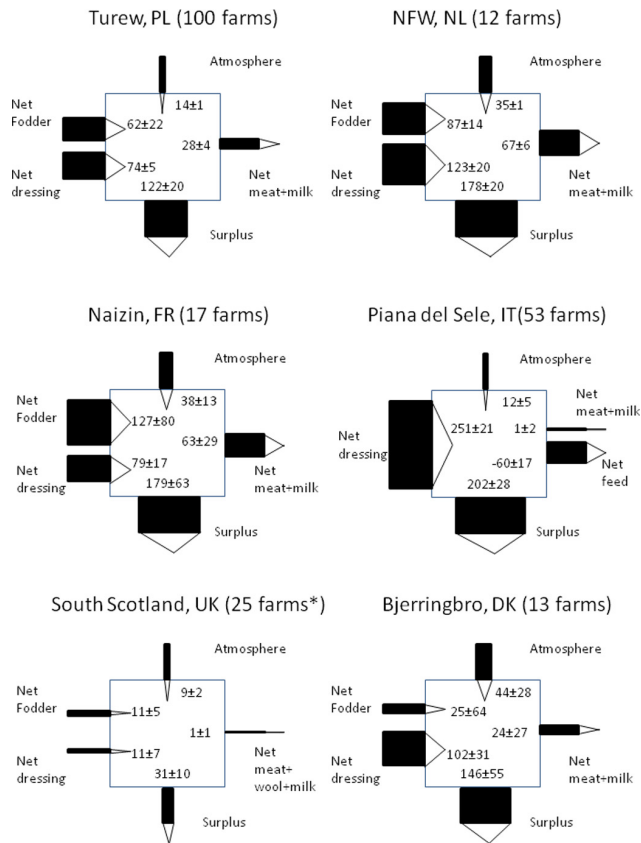 Turew, PL (100 farms)
Atmosphere
14±1
Net
Fodder
62±22
28±4
74±5
Net
dressing
122±20
Net
meat+milk
Surplus
NFW, NL (12 farms)
Atmosphere
35±1
Net
Fodder
87±14
67±6
123±20
Net
dressing
178±20
Net
meat+milk
Surplus
Naizin, FR (17 farms)
Atmosphere
38±13
Net
Fodder
127±80
63±29
79±17
Net
dressing
179±63
Net
meat+milk
Surplus
Piana del Sele, IT(53 farms)
Atmosphere
12±5
Net
meat+milk
251±21
1±2
Net
dressing
-60±17
Net
feed
202±28
Surplus
South Scotland, UK (25 farms*)
Atmosphere
9±2
Net
Fodder
11±5
1±1
11±7
Net
dressing
31±10
Net
meat+
wool+milk
Surplus
Bjerringbro, DK (13 farms)
Atmosphere
44±28
Net
Fodder
25±64
24±27
102±31
Net
dressing
146±55
Net
meat+milk
Surplus